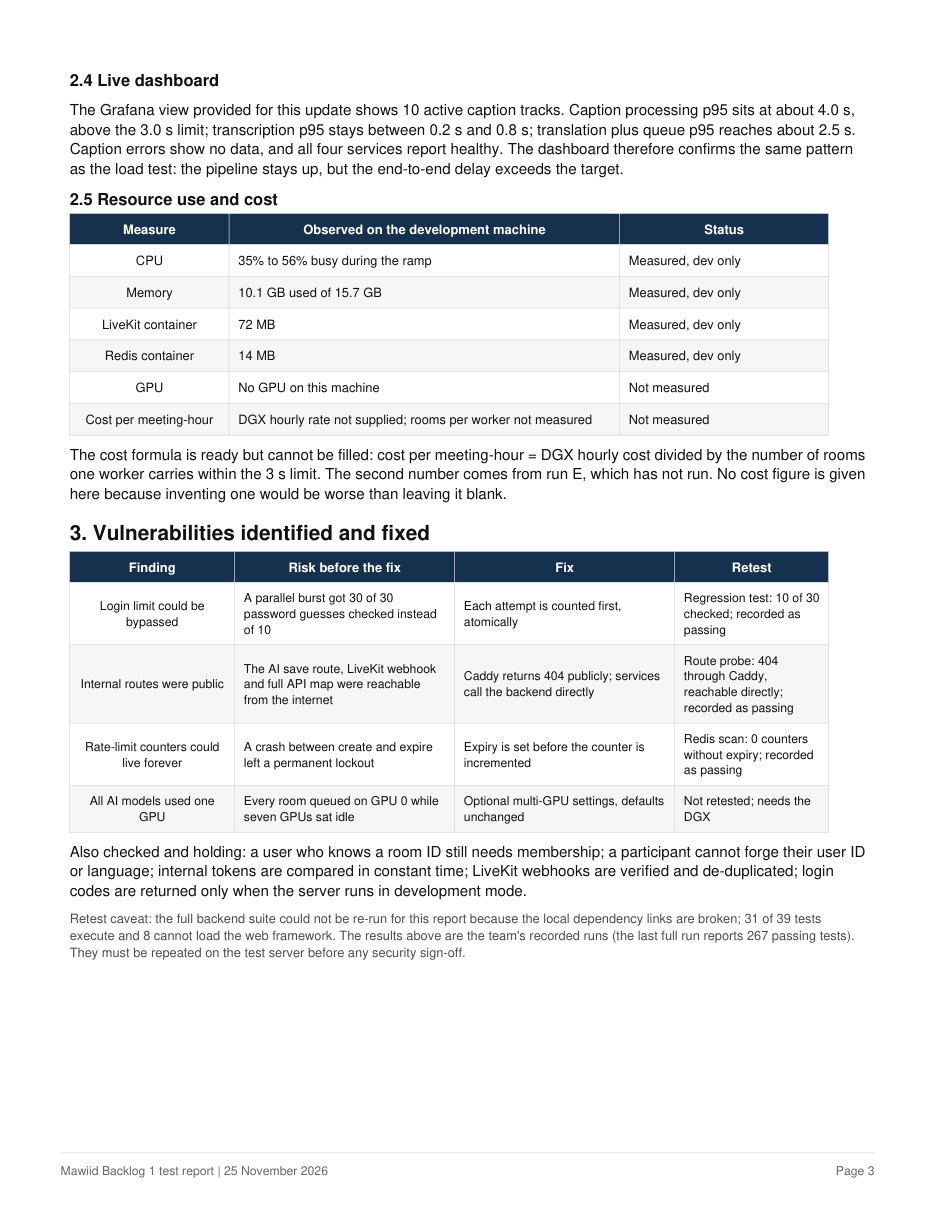 2.4 Live dashboard
The Grafana view provided for this update shows 10 active caption tracks. Caption processing p95 sits at about 4.0 s,
above the 3.0 s limit; transcription p95 stays between 0.2 s and 0.8 s; translation plus queue p95 reaches about 2.5 s.
Caption errors show no data, and all four services report healthy. The dashboard therefore confirms the same pattern
as the load test: the pipeline stays up, but the end-to-end delay exceeds the target.
2.5 Resource use and cost
Measure Observed on the development machine Status
CPU 35% to 56% busy during the ramp Measured, dev only
Memory 10.1 GB used of 15.7 GB Measured, dev only
LiveKit container 72 MB Measured, dev only
Redis container 14 MB Measured, dev only
GPU No GPU on this machine Not measured
Cost per meeting-hour DGX hourly rate not supplied; rooms per worker not measured Not measured
The cost formula is ready but cannot be filled: cost per meeting-hour = DGX hourly cost divided by the number of rooms
one worker carries within the 3 s limit. The second number comes from run E, which has not run. No cost figure is given
here because inventing one would be worse than leaving it blank.
3. Vulnerabilities identified and fixed
Finding Risk before the fix Fix Retest
Login limit could be
bypassed
A parallel burst got 30 of 30
password guesses checked instead
of 10
Each attempt is counted first,
atomically
Regression test: 10 of 30
checked; recorded as
passing
Internal routes were public
The AI save route, LiveKit webhook
and full API map were reachable
from the internet
Caddy returns 404 publicly; services
call the backend directly
Route probe: 404
through Caddy,
reachable directly;
recorded as passing
Rate-limit counters could
live forever
A crash between create and expire
left a permanent lockout
Expiry is set before the counter is
incremented
Redis scan: 0 counters
without expiry; recorded
as passing
All AI models used one
GPU
Every room queued on GPU 0 while
seven GPUs sat idle
Optional multi-GPU settings, defaults
unchanged
Not retested; needs the
DGX
Also checked and holding: a user who knows a room ID still needs membership; a participant cannot forge their user ID
or language; internal tokens are compared in constant time; LiveKit webhooks are verified and de-duplicated; login
codes are returned only when the server runs in development mode.
Retest caveat: the full backend suite could not be re-run for this report because the local dependency links are broken; 31 of 39 tests
execute and 8 cannot load the web framework. The results above are the team's recorded runs (the last full run reports 267 passing tests).
They must be repeated on the test server before any security sign-off.
Mawiid Backlog 1 test report | 25 November 2026 Page 3